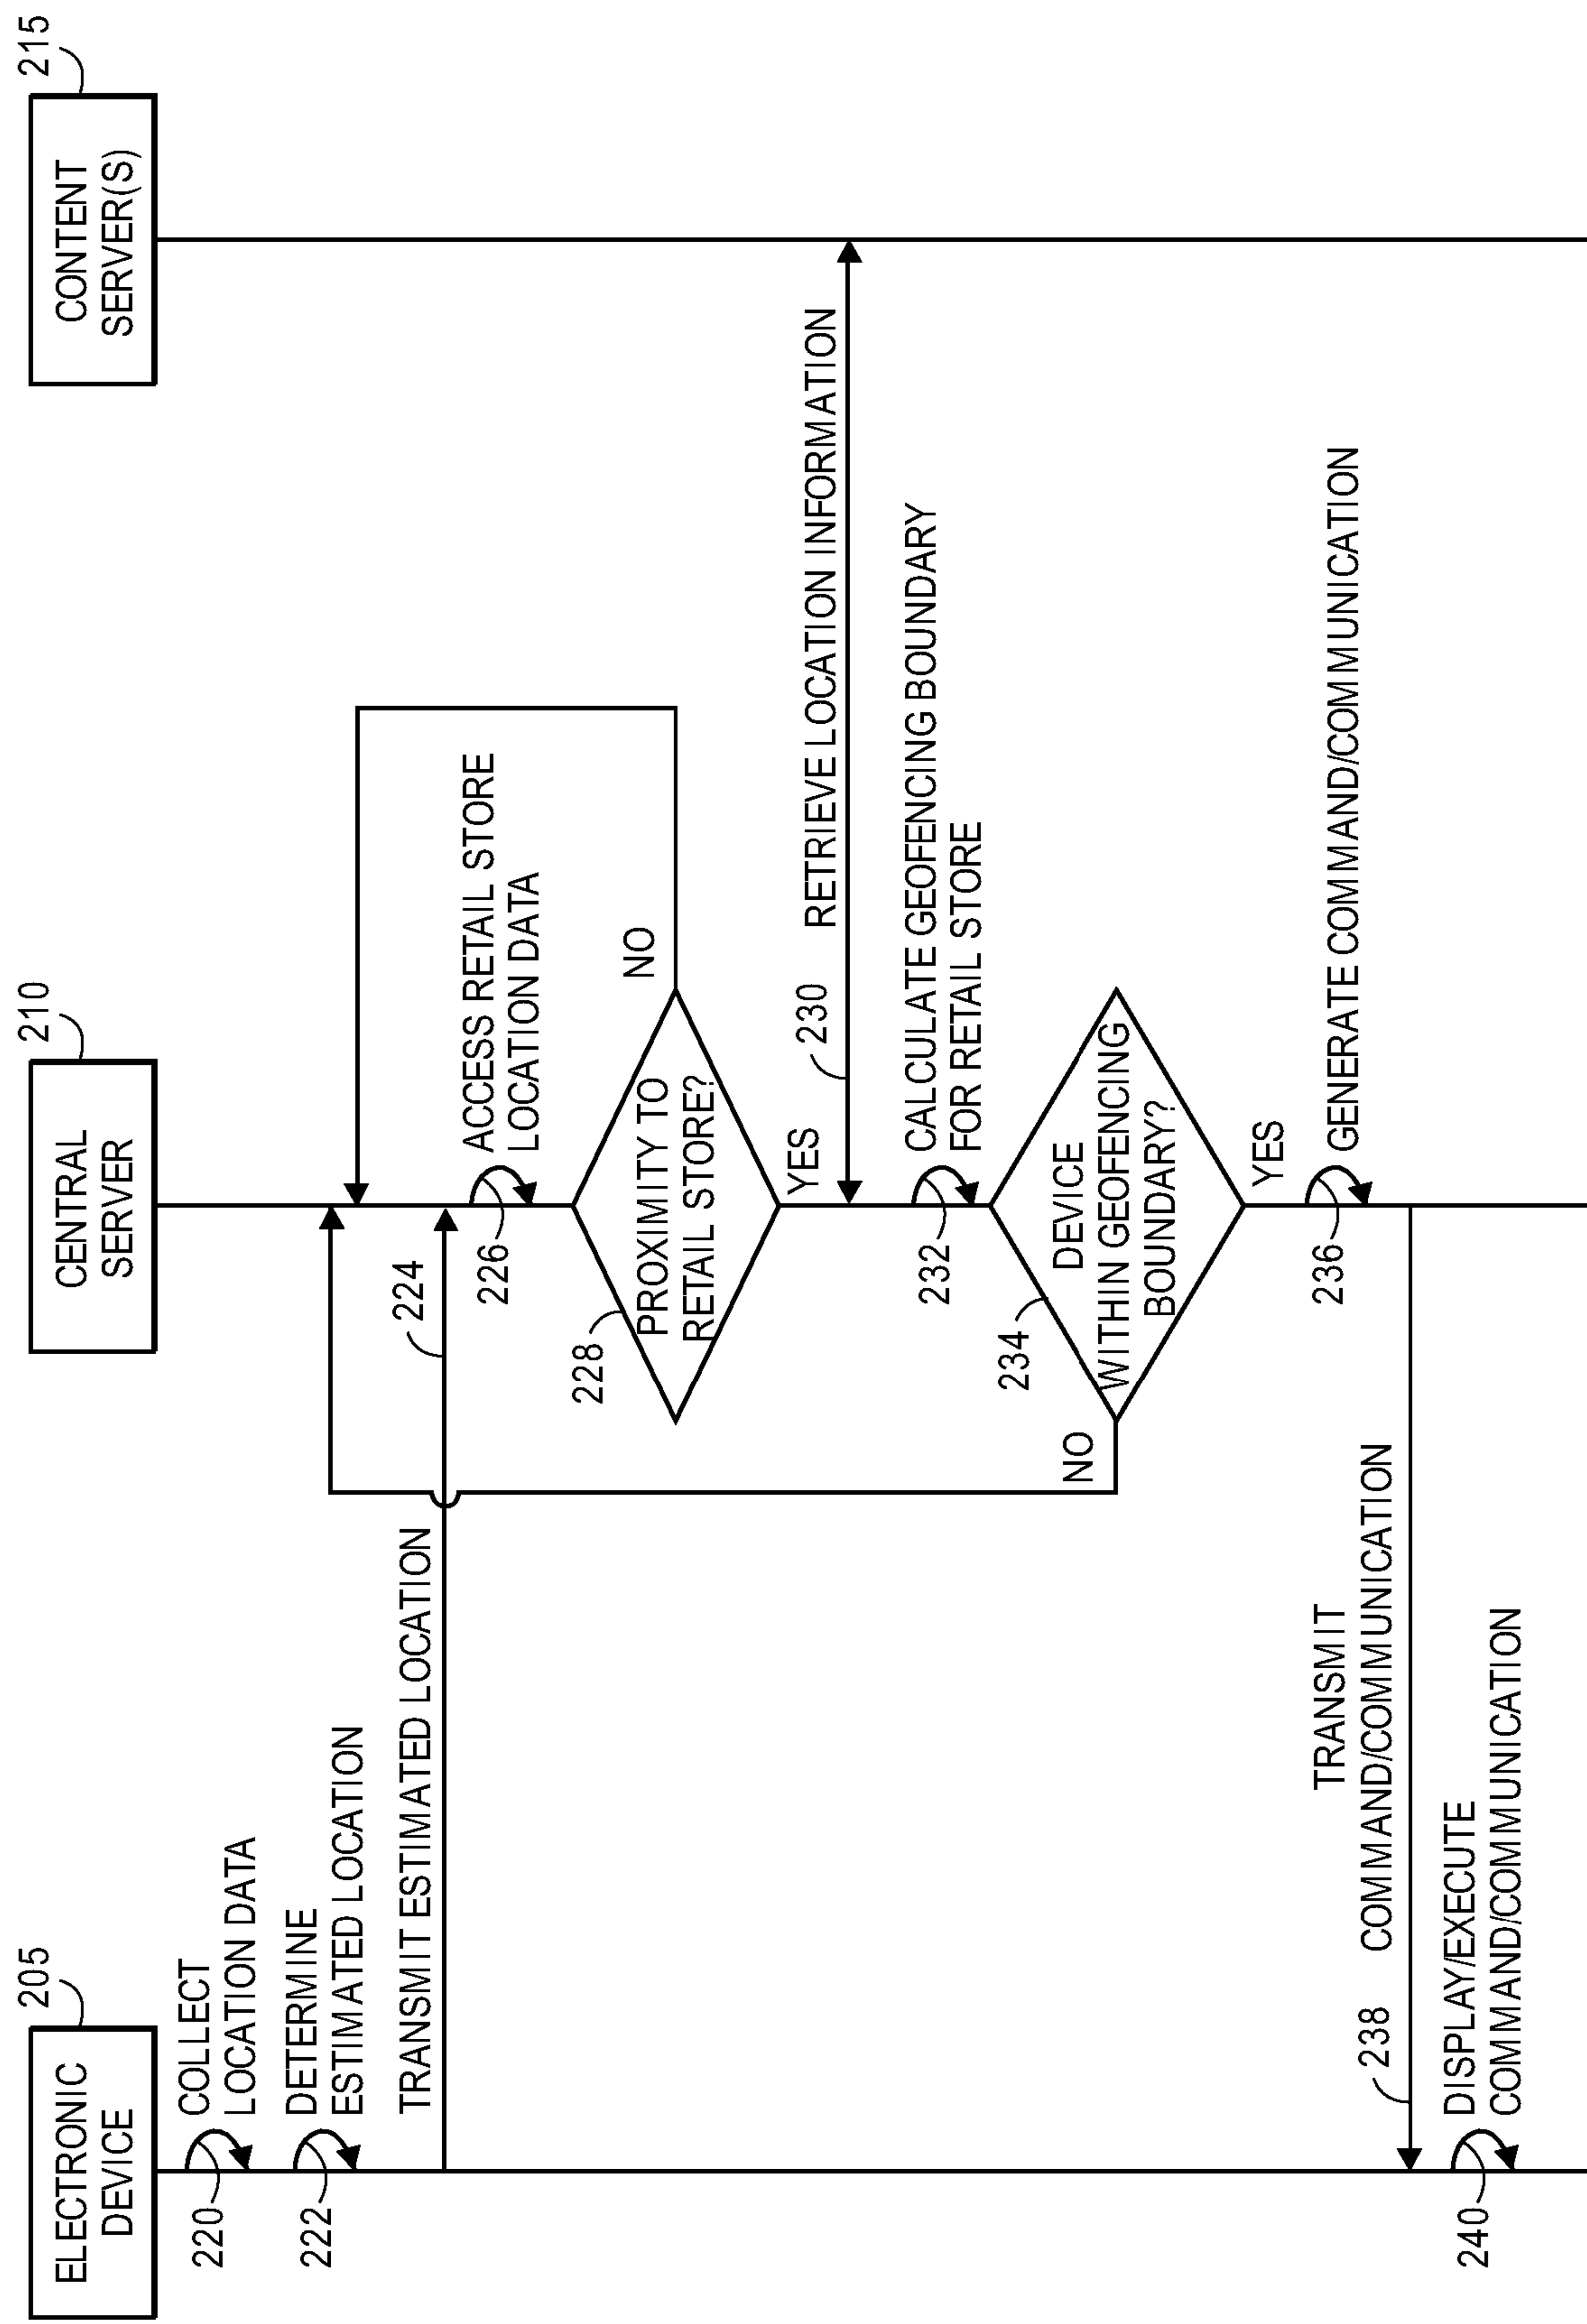 ELECTRONIC
DEVICE
205
CENTRAL
SERVER
210
CONTENT
SERVER(S)
215
220
COLLECT
LOCATION DATA
222
DETERMINE
ESTIMATED LOCATION
TRANSMIT ESTIMATED LOCATION
224
226
ACCESS RETAIL STORE
LOCATION DATA
228
PROXIMITY TO
RETAIL STORE?
NO
YES
230
RETRIEVE LOCATION INFORMATION
232
CALCULATE GEOFENCING BOUNDARY
FOR RETAIL STORE
234
DEVICE
WITHIN GEOFENCING
BOUNDARY?
NO
YES
236
GENERATE COMMAND/COMMUNICATION
TRANSMIT
COMMAND/COMMUNICATION
238
240
DISPLAY/EXECUTE
COMMAND/COMMUNICATION